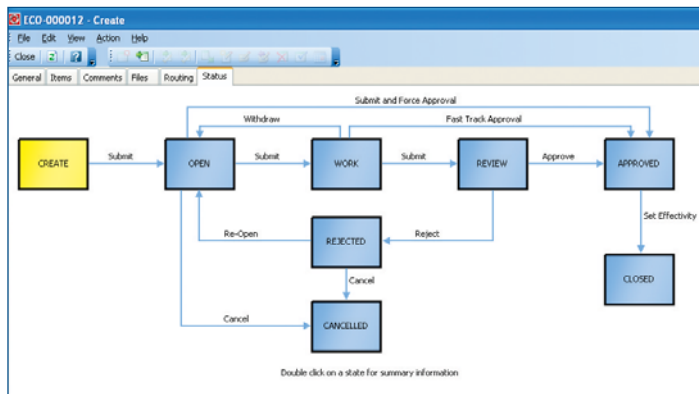 ECO-000012 - Create
File Edit View Action Help
Close
General Items Comments Files Routing Status
Submit and Force Approval
Withdraw Fast Track Approval
CREATE Submit OPEN Submit WORK Submit REVIEW Approve APPROVED
Set Effectivity
Re-Open REJECTED Reject
Cancel
CLOSED
Cancel CANCELLED
Double click on a state for summary information